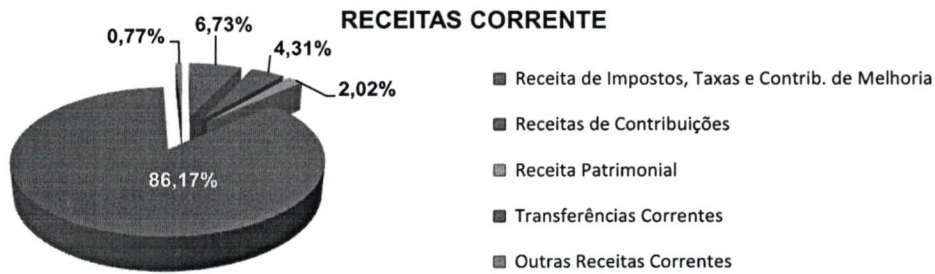 RECEITAS CORRENTE
0,77%
6,73%
4,31%
2,02%
86,17%
Receita de Impostos, Taxas e Contrib. de Melhoria
Receitas de Contribuições
Receita Patrimonial
Transferências Correntes
Outras Receitas Correntes